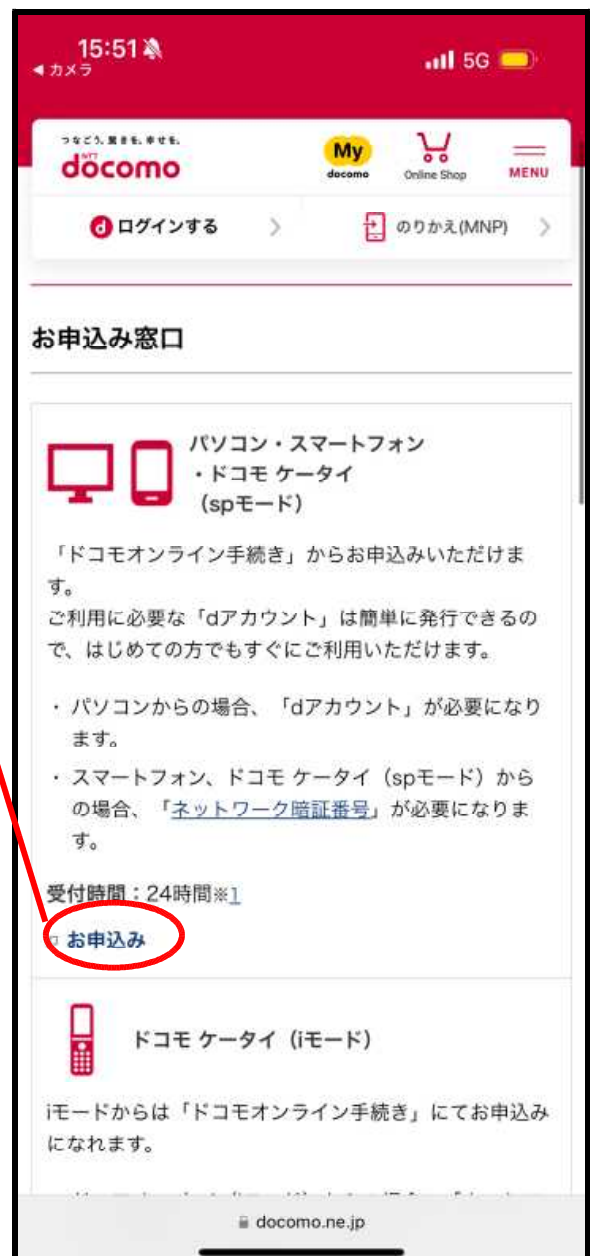 15:51
◀ カメラ
5G
つなごう。驚きを。幸せを。
NTT
döcomo
My
docomo
Online Shop
MENU
d ログインする
のりかえ(MNP)
お申込み窓口
パソコン・スマートフォン
・ドコモ ケータイ
（spモード）
「ドコモオンライン手続き」からお申込みいただけま
す。
ご利用に必要な「dアカウント」は簡単に発行できるの
で、はじめての方でもすぐにご利用いただけます。
・ パソコンからの場合、「dアカウント」が必要になり
ます。
・ スマートフォン、ドコモ ケータイ（spモード）から
の場合、「ネットワーク暗証番号」が必要になりま
す。
受付時間：24時間※1
お申込み
ドコモ ケータイ（iモード）
iモードからは「ドコモオンライン手続き」にてお申込み
になれます。
docomo.ne.jp